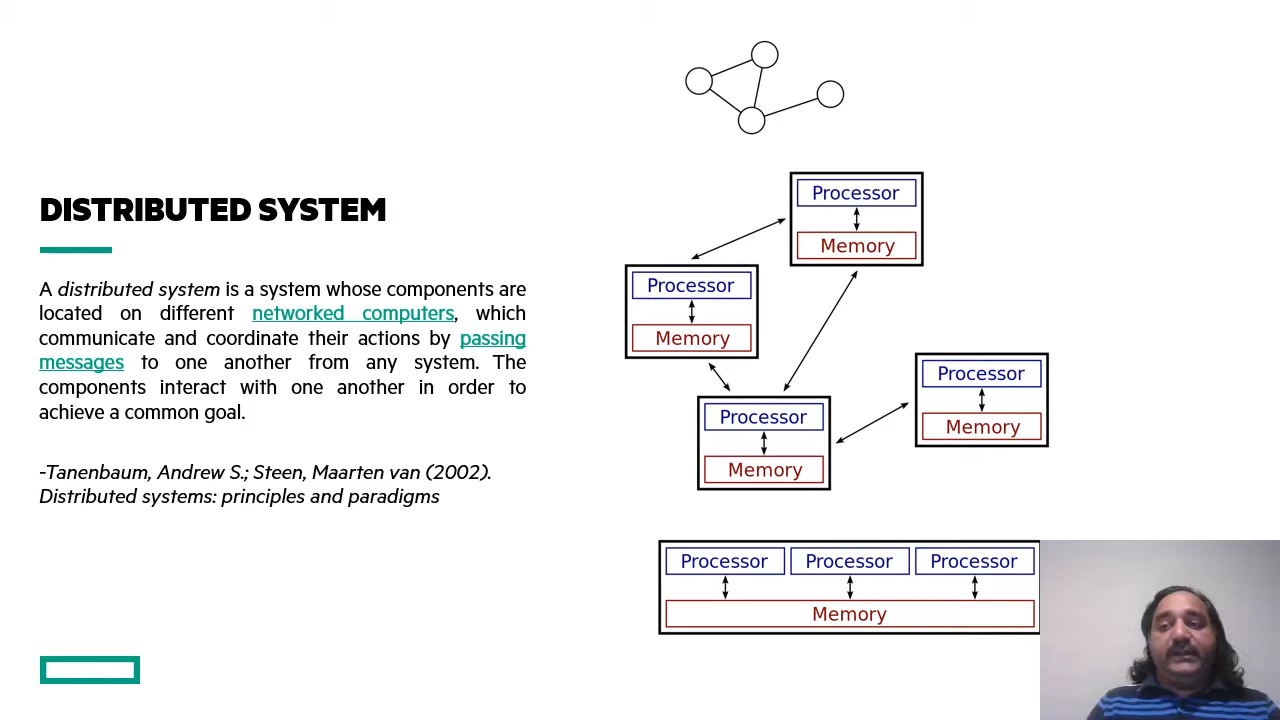 DISTRIBUTED SYSTEM
A distributed system is a system whose components are
located on different networked computers, which
communicate and coordinate their actions by passing
messages to one another from any system. The
components interact with one another in order to
achieve a common goal.
-Tanenbaum, Andrew S.; Steen, Maarten van (2002).
Distributed systems: principles and paradigms
Processor
Memory
Processor
Memory
Processor
Memory
Processor
Memory
Processor Processor Processor
Memory